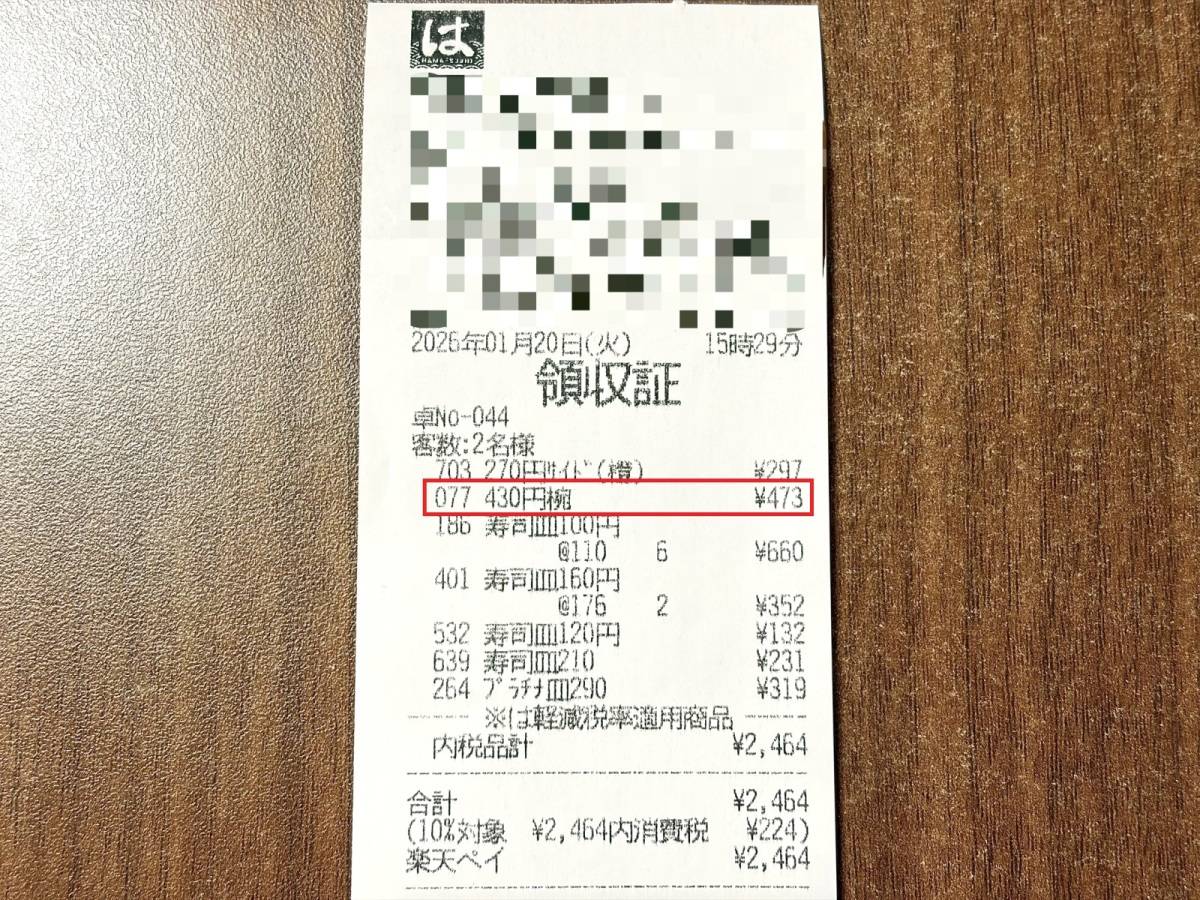 は
HAMAZUSHI
2026年01月20日(火) 15時29分
領収証
卓No-044
客数:2名様
703 270円ｻｲﾄﾞ(橙) ¥297
077 430円椀 ¥473
186 寿司皿100円
@110 6 ¥660
401 寿司皿160円
@176 2 ¥352
532 寿司皿120円 ¥132
639 寿司皿210 ¥231
264 ﾌﾟﾗﾁﾅ皿290 ¥319
※は軽減税率適用商品
内税品計 ¥2,464
合計 ¥2,464
(10%対象 ¥2,464内消費税 ¥224)
楽天ペイ ¥2,464